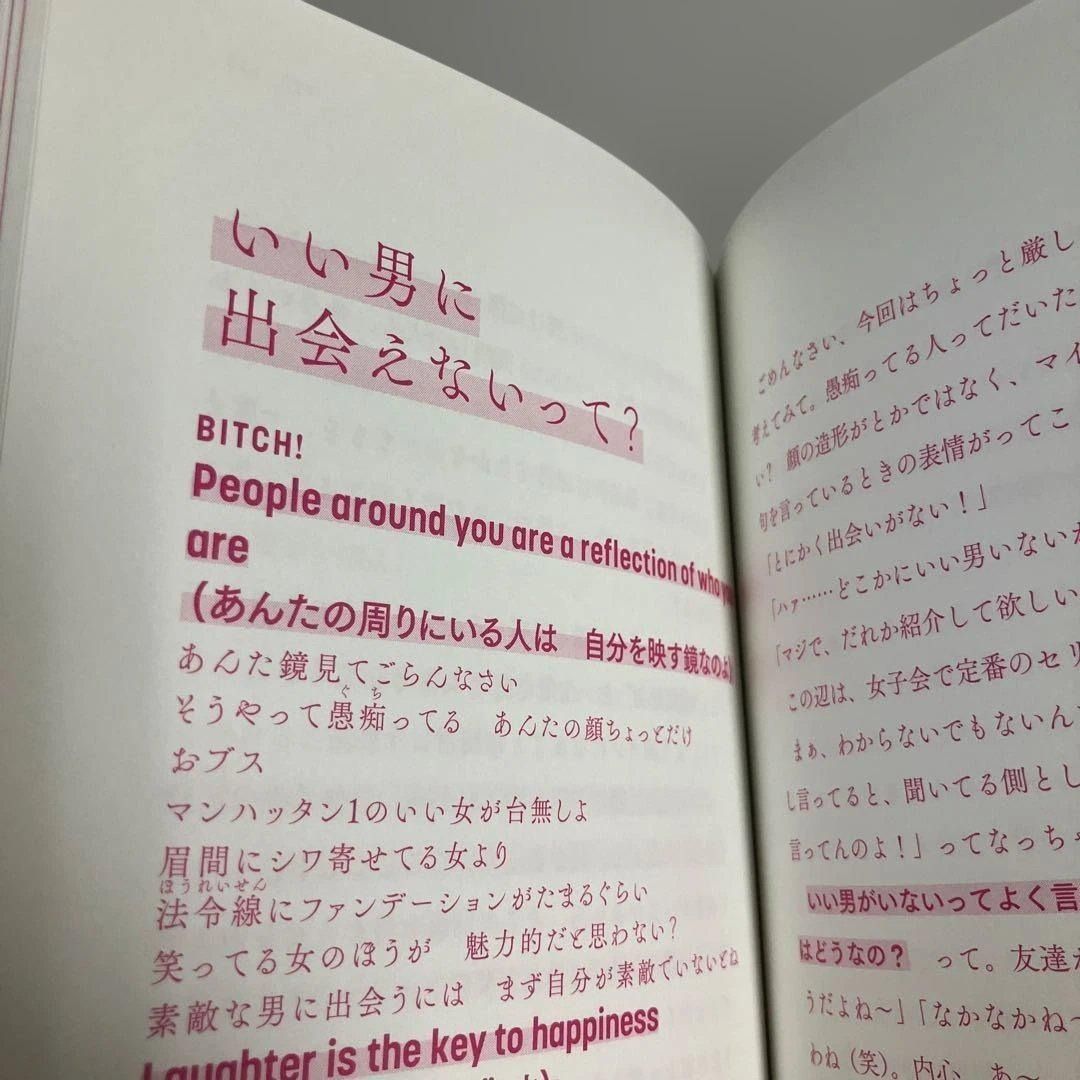 いい男に
出会えないって?
BITCH!
People around you are a reflection of who you
are
(あんたの周りにいる人は 自分を映す鏡なのよ)
あんた鏡見てごらんなさい
そうやって愚痴ってる あんたの顔ちょっとだけ
おブス
マンハッタン1のいい女が台無しよ
眉間にシワ寄せてる女より
法令線にファンデーションがたまるぐらい
笑ってる女のほうが 魅力的だと思わない?
素敵な男に出会うには まず自分が素敵でいないとね
Laughter is the key to happiness
ごめんなさい、今回はちょっと厳し
考えてみて。愚痴ってる人ってだいた
い? 顔の造形がとかではなく、マイ
句を言っているときの表情がってこ
「とにかく出会いがない!」
「ハァ……どこかにいい男いない
「マジで、だれか紹介して欲しい
この辺は、女子会で定番のセリ
まぁ、わからないでもないん
し言ってると、聞いてる側とし
言ってんのよ!」ってなっち
いい男がいないってよく言
はどうなの? って。友達
うだよね〜」「なかなかね〜
わね(笑)。内心、あ〜